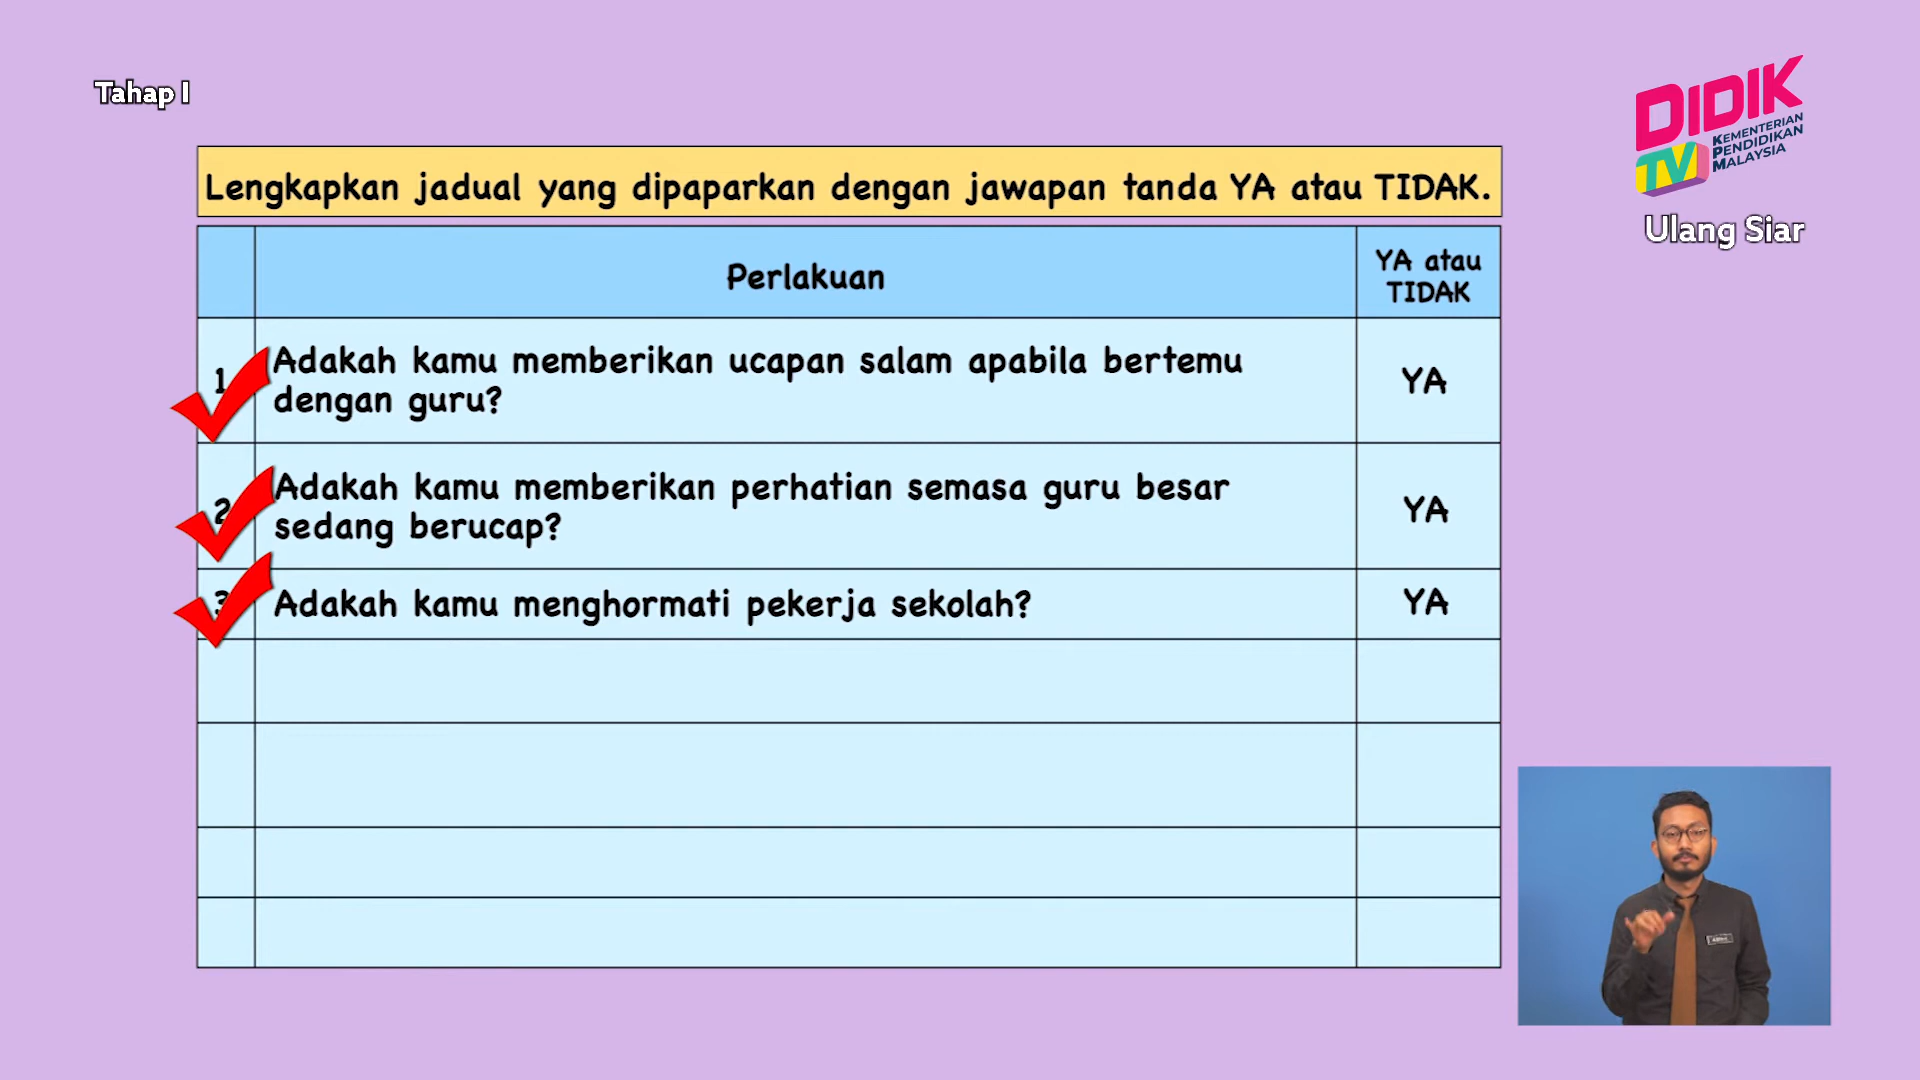 Tahap I
DIDIK
TV
KEMENTERIAN
PENDIDIKAN
MALAYSIA
Ulang Siar
Lengkapkan jadual yang dipaparkan dengan jawapan tanda YA atau TIDAK.
Perlakuan
YA atau
TIDAK
1
Adakah kamu memberikan ucapan salam apabila bertemu
dengan guru?
YA
2
Adakah kamu memberikan perhatian semasa guru besar
sedang berucap?
YA
3
Adakah kamu menghormati pekerja sekolah?
YA